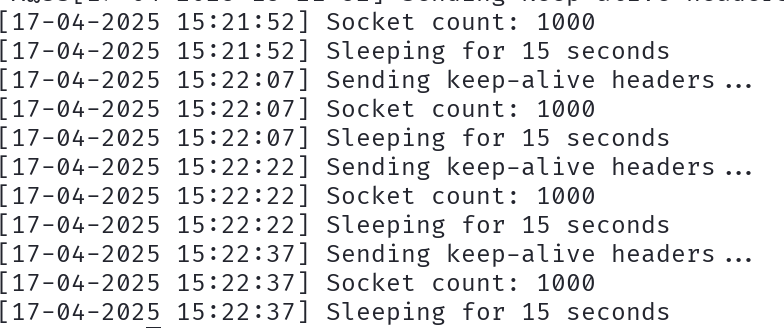 [17-04-2025 15:21:52] Socket count: 1000
[17-04-2025 15:21:52] Sleeping for 15 seconds
[17-04-2025 15:22:07] Sending keep-alive headers...
[17-04-2025 15:22:07] Socket count: 1000
[17-04-2025 15:22:07] Sleeping for 15 seconds
[17-04-2025 15:22:22] Sending keep-alive headers...
[17-04-2025 15:22:22] Socket count: 1000
[17-04-2025 15:22:22] Sleeping for 15 seconds
[17-04-2025 15:22:37] Sending keep-alive headers...
[17-04-2025 15:22:37] Socket count: 1000
[17-04-2025 15:22:37] Sleeping for 15 seconds